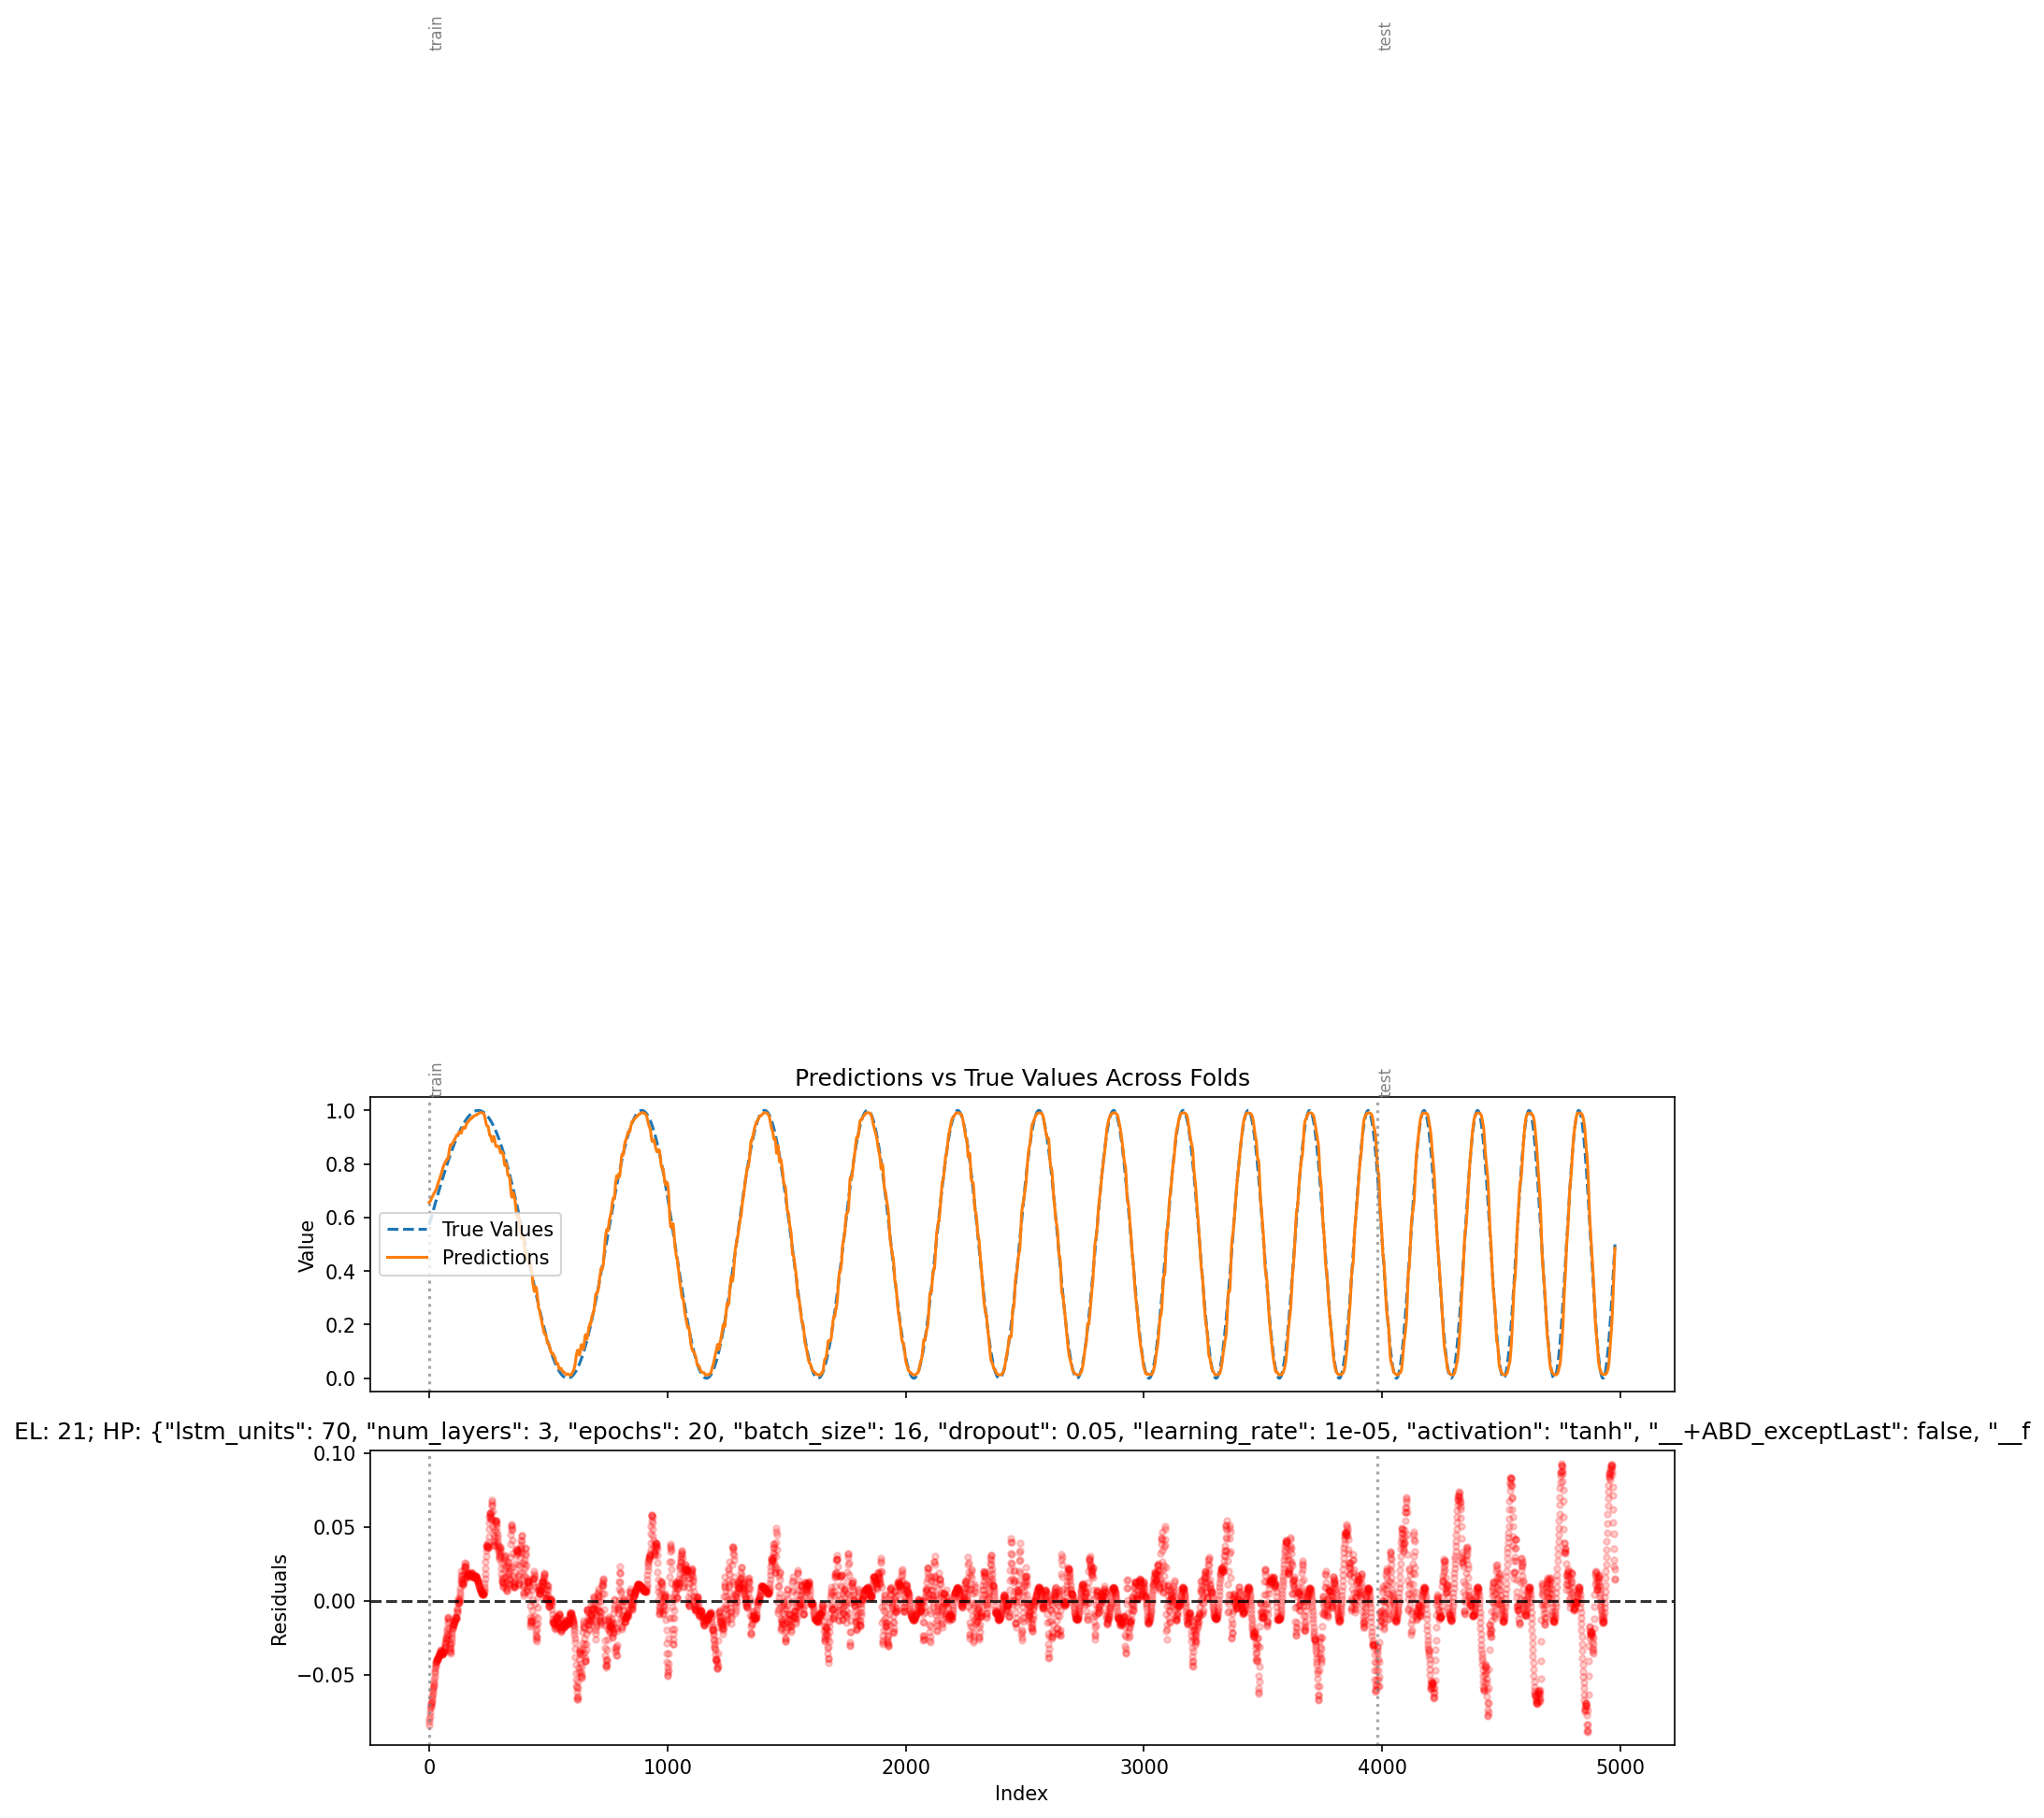 train
test
train
test
Predictions vs True Values Across Folds
1.0
0.8
0.6
0.4
0.2
0.0
Value
True Values
Predictions
EL: 21; HP: {"lstm_units": 70, "num_layers": 3, "epochs": 20, "batch_size": 16, "dropout": 0.05, "learning_rate": 1e-05, "activation": "tanh", "__+ABD_exceptLast": false, "__f
0.10
0.05
0.00
−0.05
Residuals
0
1000
2000
3000
4000
5000
Index